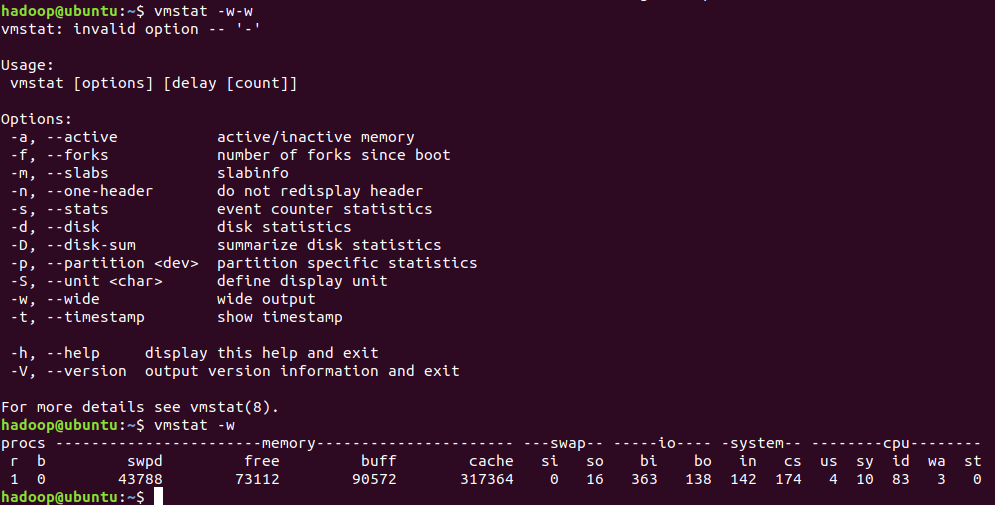 hadoop@ubuntu:~$ vmstat -w-w
vmstat: invalid option -- '-'

Usage:
 vmstat [options] [delay [count]]

Options:
 -a, --active           active/inactive memory
 -f, --forks            number of forks since boot
 -m, --slabs            slabinfo
 -n, --one-header       do not redisplay header
 -s, --stats            event counter statistics
 -d, --disk             disk statistics
 -D, --disk-sum         summarize disk statistics
 -p, --partition <dev>  partition specific statistics
 -S, --unit <char>      define display unit
 -w, --wide             wide output
 -t, --timestamp        show timestamp

 -h, --help     display this help and exit
 -V, --version  output version information and exit

For more details see vmstat(8).
hadoop@ubuntu:~$ vmstat -w
procs -----------------------memory---------------------- ---swap-- -----io---- -system-- --------cpu--------
 r  b         swpd         free         buff        cache   si   so    bi    bo   in   cs  us  sy  id  wa  st
 1  0        43788        73112        90572       317364    0   16   363   138  142  174   4  10  83   3   0
hadoop@ubuntu:~$